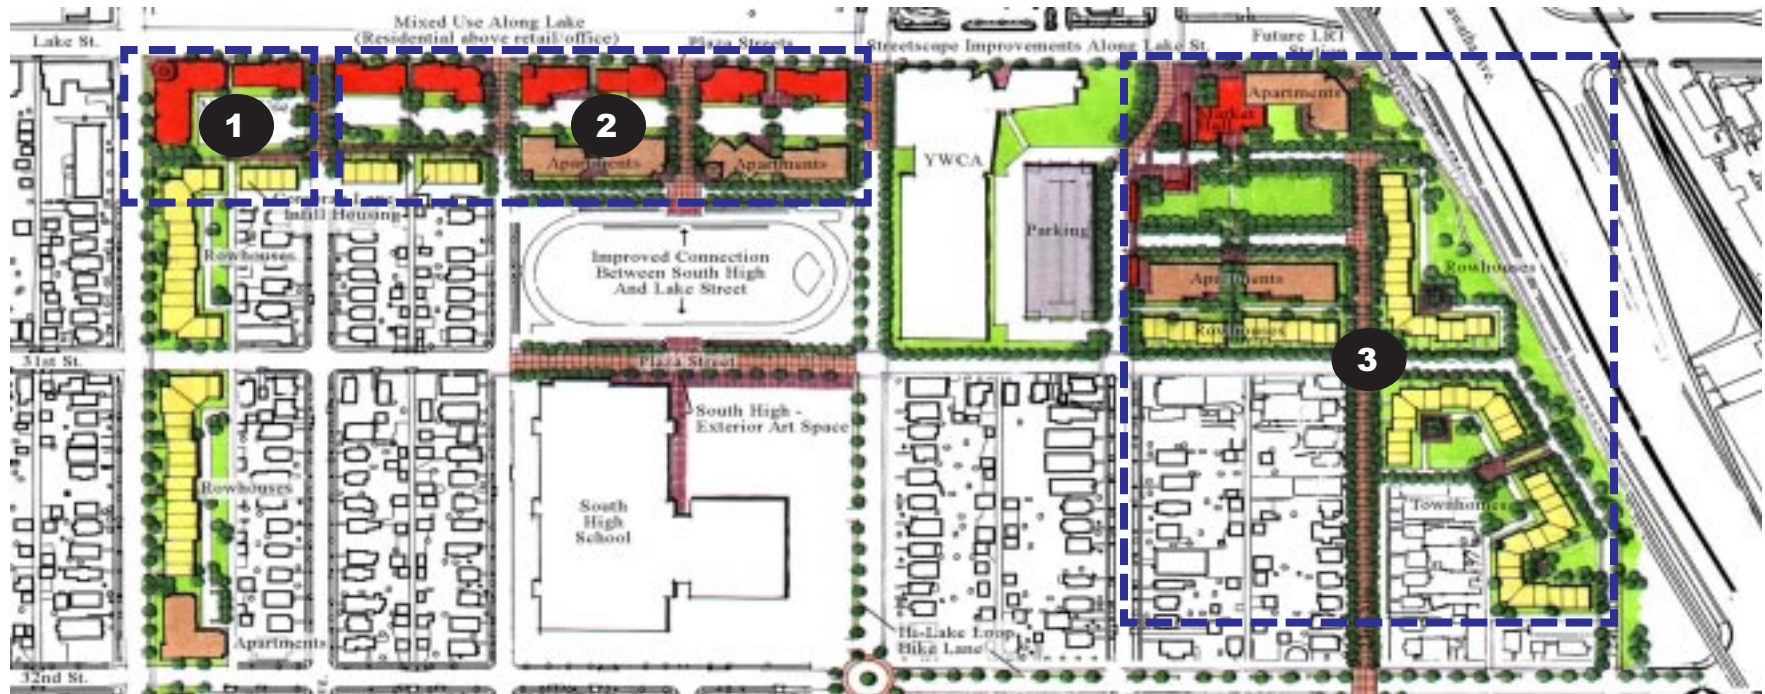 Mixed Use Along Lake
(Residential above retail/office)
Plaza Streets
Lake St.
Streetscape Improvements Along Lake St.
Future LRT
Station
1
2
Apartments
Apartments
Apartments
Market
Hall
YWCA
Infill Housing
Rowhouses
Improved Connection
Between South High
And Lake Street
Parking
Rowhouses
Apartments
Rowhouses
31st St.
Plaza Street
3
South High -
Exterior Art Space
Rowhouses
South
High
School
Townhomes
Apartments
Hi-Lake Loop
Bike Lane
32nd St.